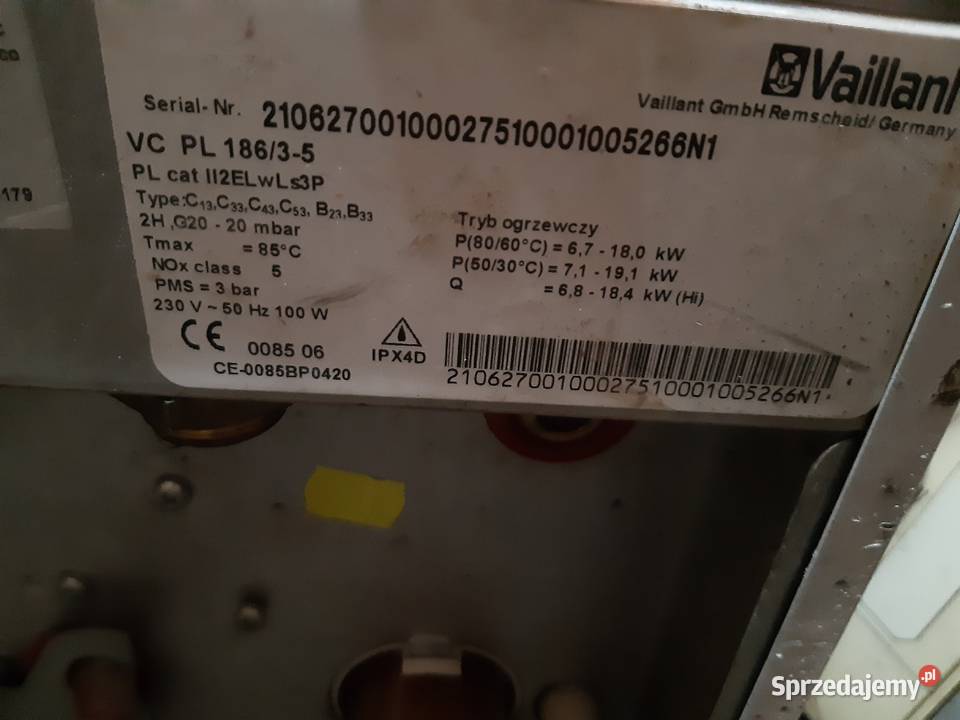 Vaillant
Vaillant GmbH Remscheid/ Germany
Serial- Nr. 21062700100027510001005266N1
VC PL 186/3-5
PL cat II2ELwLs3P
Type:C13,C33,C43,C53, B23,B33
2H ,G20 - 20 mbar
Tmax = 85°C
NOx class 5
PMS = 3 bar
230 V ~ 50 Hz 100 W
Tryb ogrzewczy
P(80/60°C) = 6,7 - 18,0 kW
P(50/30°C) = 7,1 - 19,1 kW
Q = 6,8 - 18,4 kW (Hi)
CE 0085 06
CE-0085BP0420
IPX4D
21062700100027510001005266N1
179
Sprzedajemy.pl